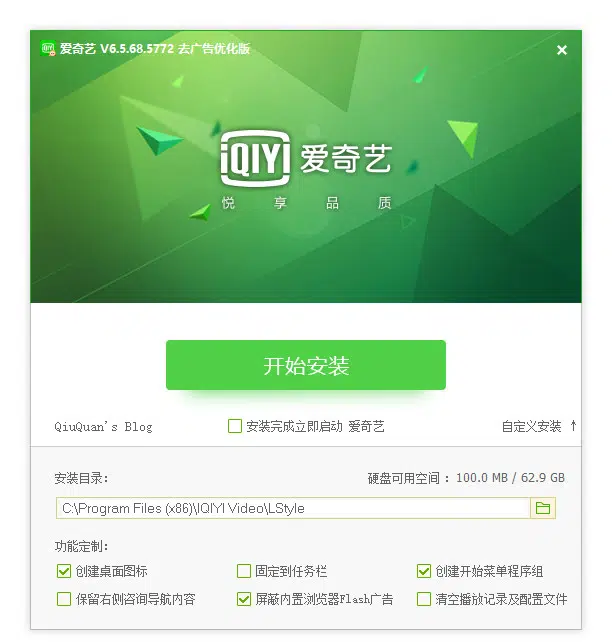 爱奇艺 V6.5.68.5772 去广告优化版
QIYI 爱奇艺
悦享品质
开始安装
QiuQuan's Blog 安装完成立即启动 爱奇艺 自定义安装 ↑
安装目录: 硬盘可用空间 : 100.0 MB / 62.9 GB
C:\Program Files (x86)\IQIYI Video\LStyle
功能定制:
创建桌面图标 固定到任务栏 创建开始菜单程序组
保留右侧咨询导航内容 屏蔽内置浏览器Flash广告 清空播放记录及配置文件